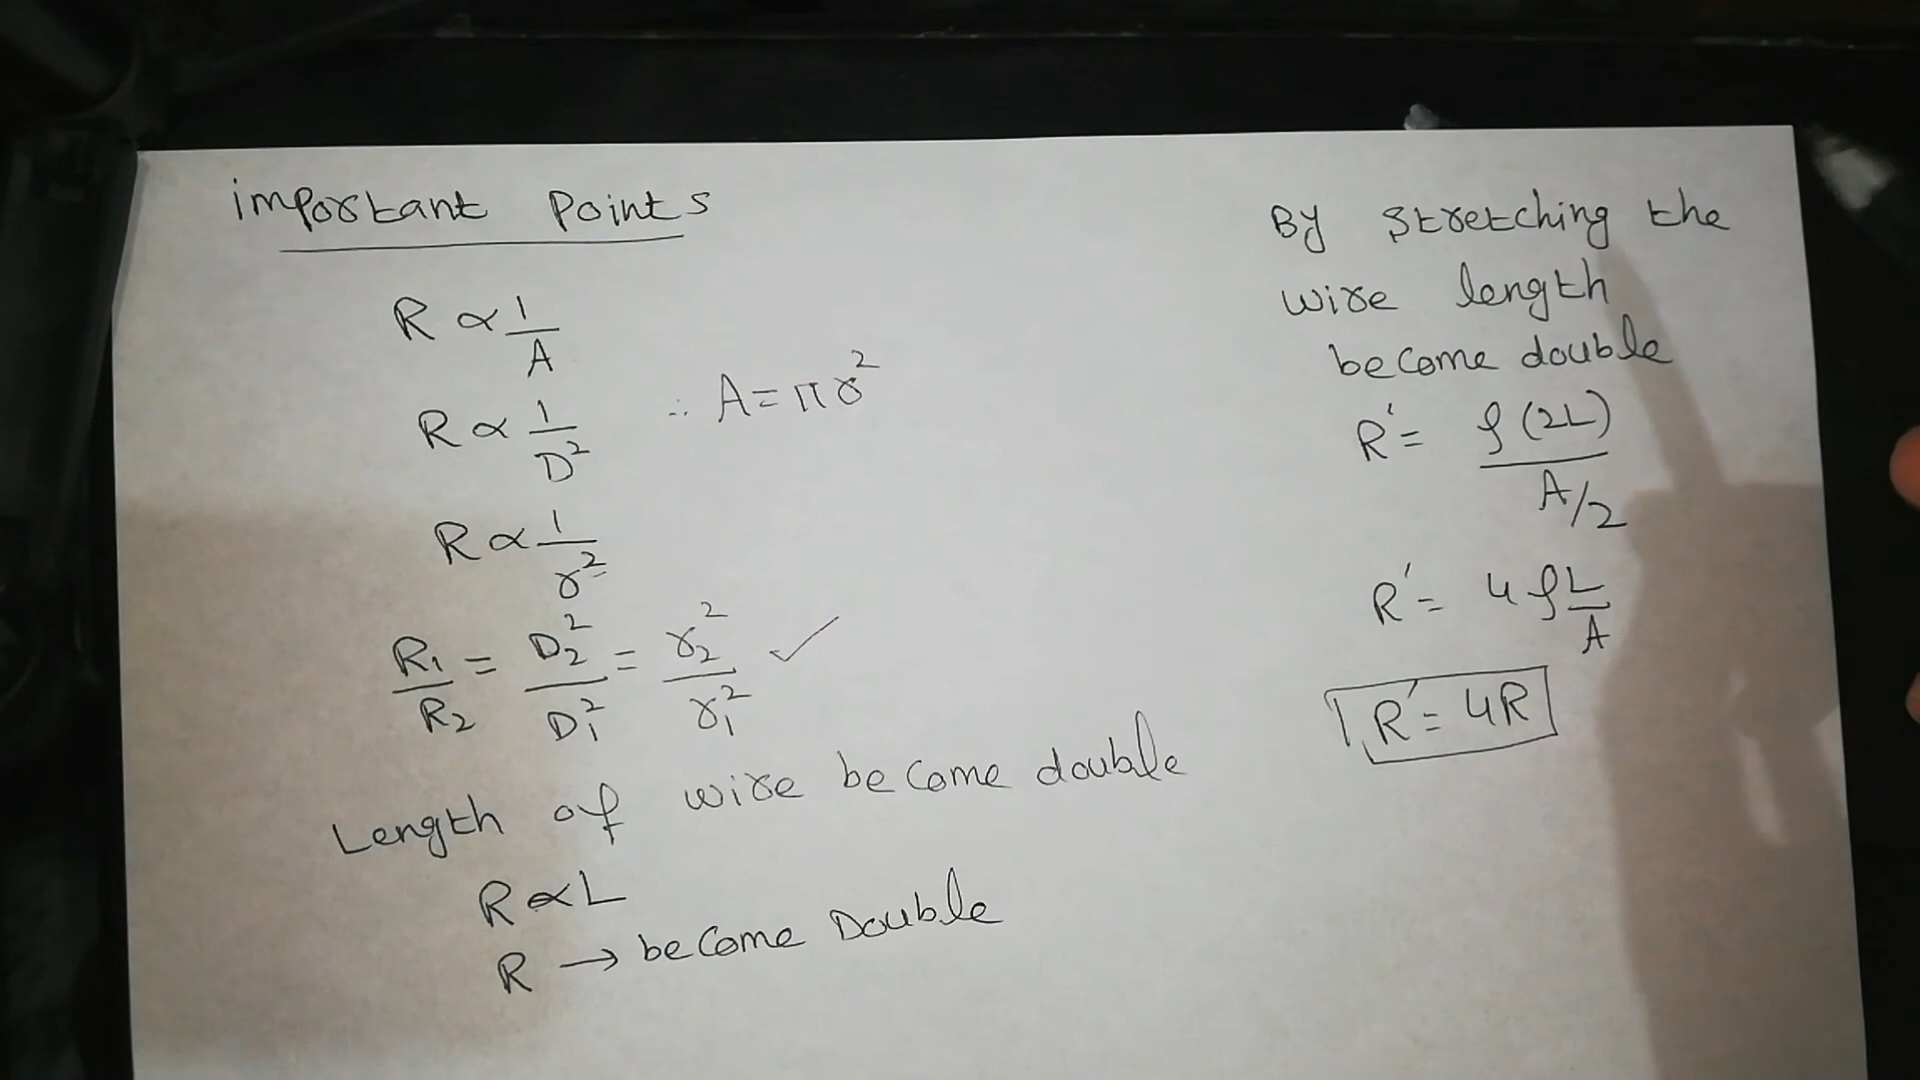 important Points
R ∝ 1/A
R ∝ 1/D²
∴ A = πr²
R ∝ 1/r²
R₁/R₂ = D₂²/D₁² = r₂²/r₁² ✓
Length of wire become double
R ∝ L
R → become Double
By stretching the
wire length
become double
R' = ρ(2L)/(A/2)
R' = 4ρL/A
R' = 4R